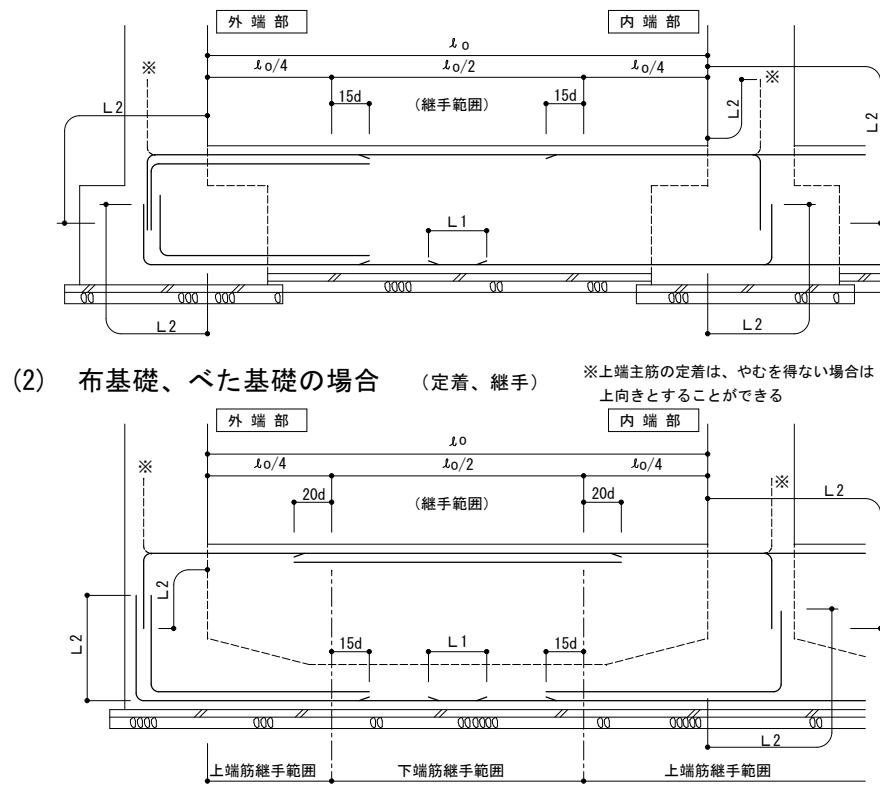 外端部 内端部
ℓo
※ ℓo/4 ℓo/2 ℓo/4 ※
15d (継手範囲) 15d
L2 L2 L2
L1
L2 L2
(2) 布基礎、べた基礎の場合 (定着、継手)
※上端主筋の定着は、やむを得ない場合は
上向きとすることができる
外端部 内端部
ℓo
※ ℓo/4 ℓo/2 ℓo/4 ※
20d (継手範囲) 20d L2
L2
L2 15d L1 15d
L2
上端筋継手範囲 下端筋継手範囲 上端筋継手範囲